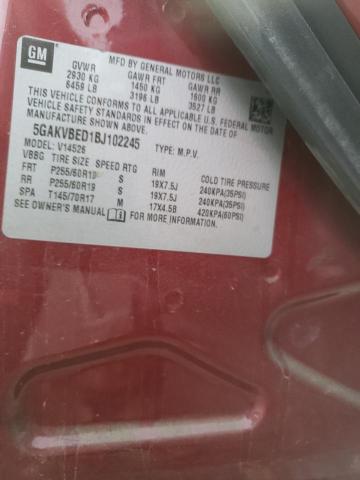 GM
MFD BY GENERAL MOTORS LLC
GVWR GAWR FRT GAWR RR
2930 KG 1450 KG 1600 KG
6459 LB 3196 LB 3527 LB
THIS VEHICLE CONFORMS TO ALL APPLICABLE U.S. FEDERAL MOTOR
VEHICLE SAFETY STANDARDS IN EFFECT ON THE DATE OF
MANUFACTURE SHOWN ABOVE.
5GAKVBED1BJ102245 TYPE: M.P.V.
MODEL: V14526
VBBG TIRE SIZE SPEED RTG RIM COLD TIRE PRESSURE
FRT P255/60R19 S 19X7.5J 240KPA(35PSI)
RR P255/60R19 S 19X7.5J 240KPA(35PSI)
SPA T145/70R17 M 17X4.5B 420KPA(60PSI)
SEE OWNER'S MANUAL FOR MORE INFORMATION.